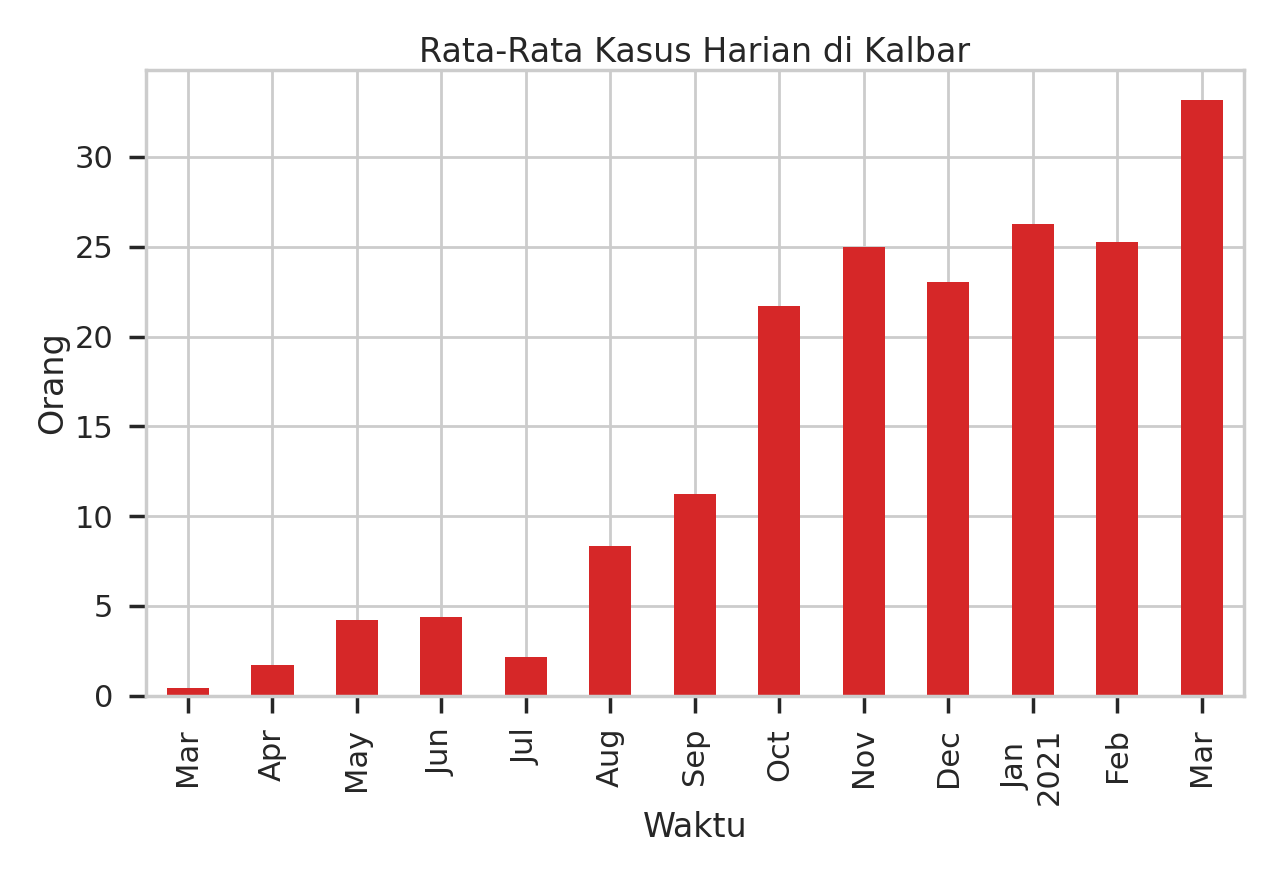 Rata-Rata Kasus Harian di Kalbar
Orang
30
25
20
15
10
5
0
Mar
Apr
May
Jun
Jul
Aug
Sep
Oct
Nov
Dec
Jan
2021
Feb
Mar
Waktu